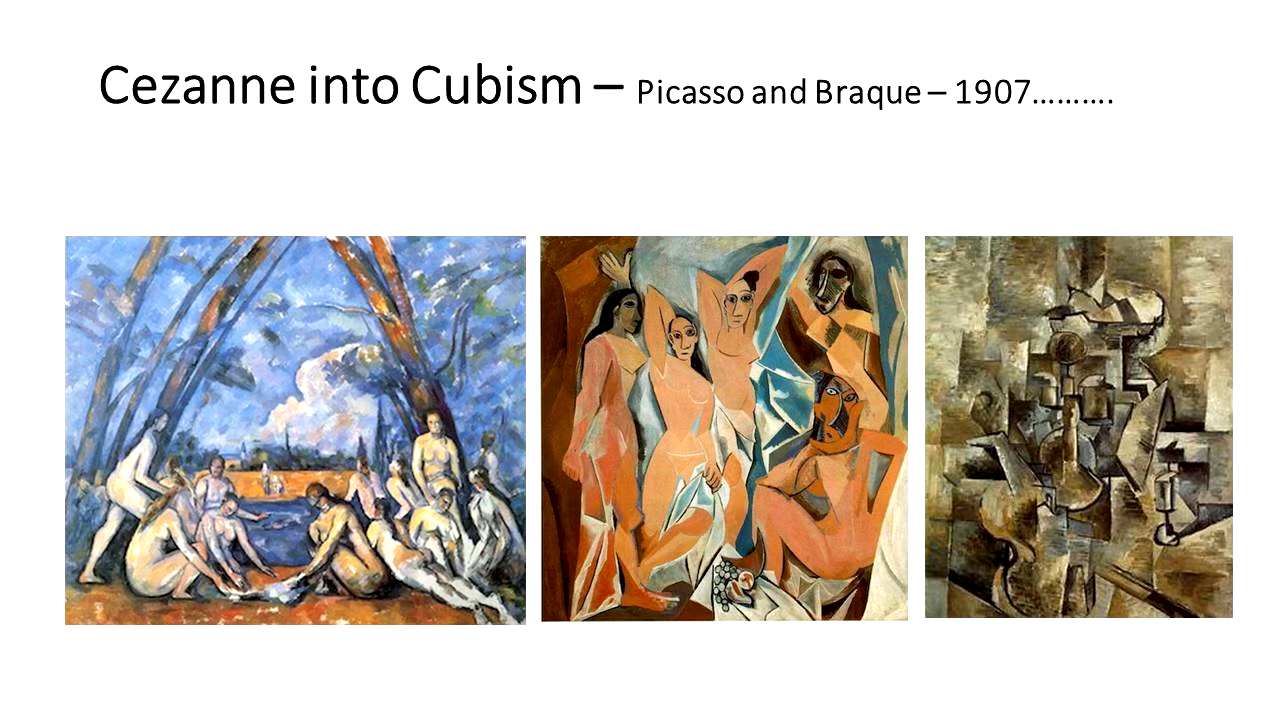 Cezanne into Cubism – Picasso and Braque – 1907……….